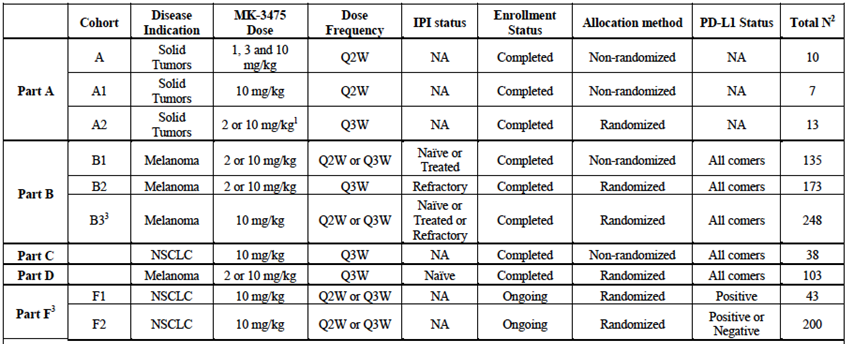 Cohort Disease Indication MK-3475 Dose Dose Frequency IPI status Enrollment Status Allocation method PD-L1 Status Total N2
Part A
A Solid Tumors 1, 3 and 10 mg/kg Q2W NA Completed Non-randomized NA 10
A1 Solid Tumors 10 mg/kg Q2W NA Completed Non-randomized NA 7
A2 Solid Tumors 2 or 10 mg/kg1 Q3W NA Completed Randomized NA 13
Part B
B1 Melanoma 2 or 10 mg/kg Q2W or Q3W Naïve or Treated Completed Non-randomized All comers 135
B2 Melanoma 2 or 10 mg/kg Q3W Refractory Completed Randomized All comers 173
B33 Melanoma 10 mg/kg Q2W or Q3W Naïve or Treated or Refractory Completed Randomized All comers 248
Part C NSCLC 10 mg/kg Q3W NA Completed Non-randomized All comers 38
Part D Melanoma 2 or 10 mg/kg Q3W Naïve Completed Randomized All comers 103
Part F3
F1 NSCLC 10 mg/kg Q2W or Q3W NA Ongoing Randomized Positive 43
F2 NSCLC 10 mg/kg Q2W or Q3W NA Ongoing Randomized Positive or Negative 200